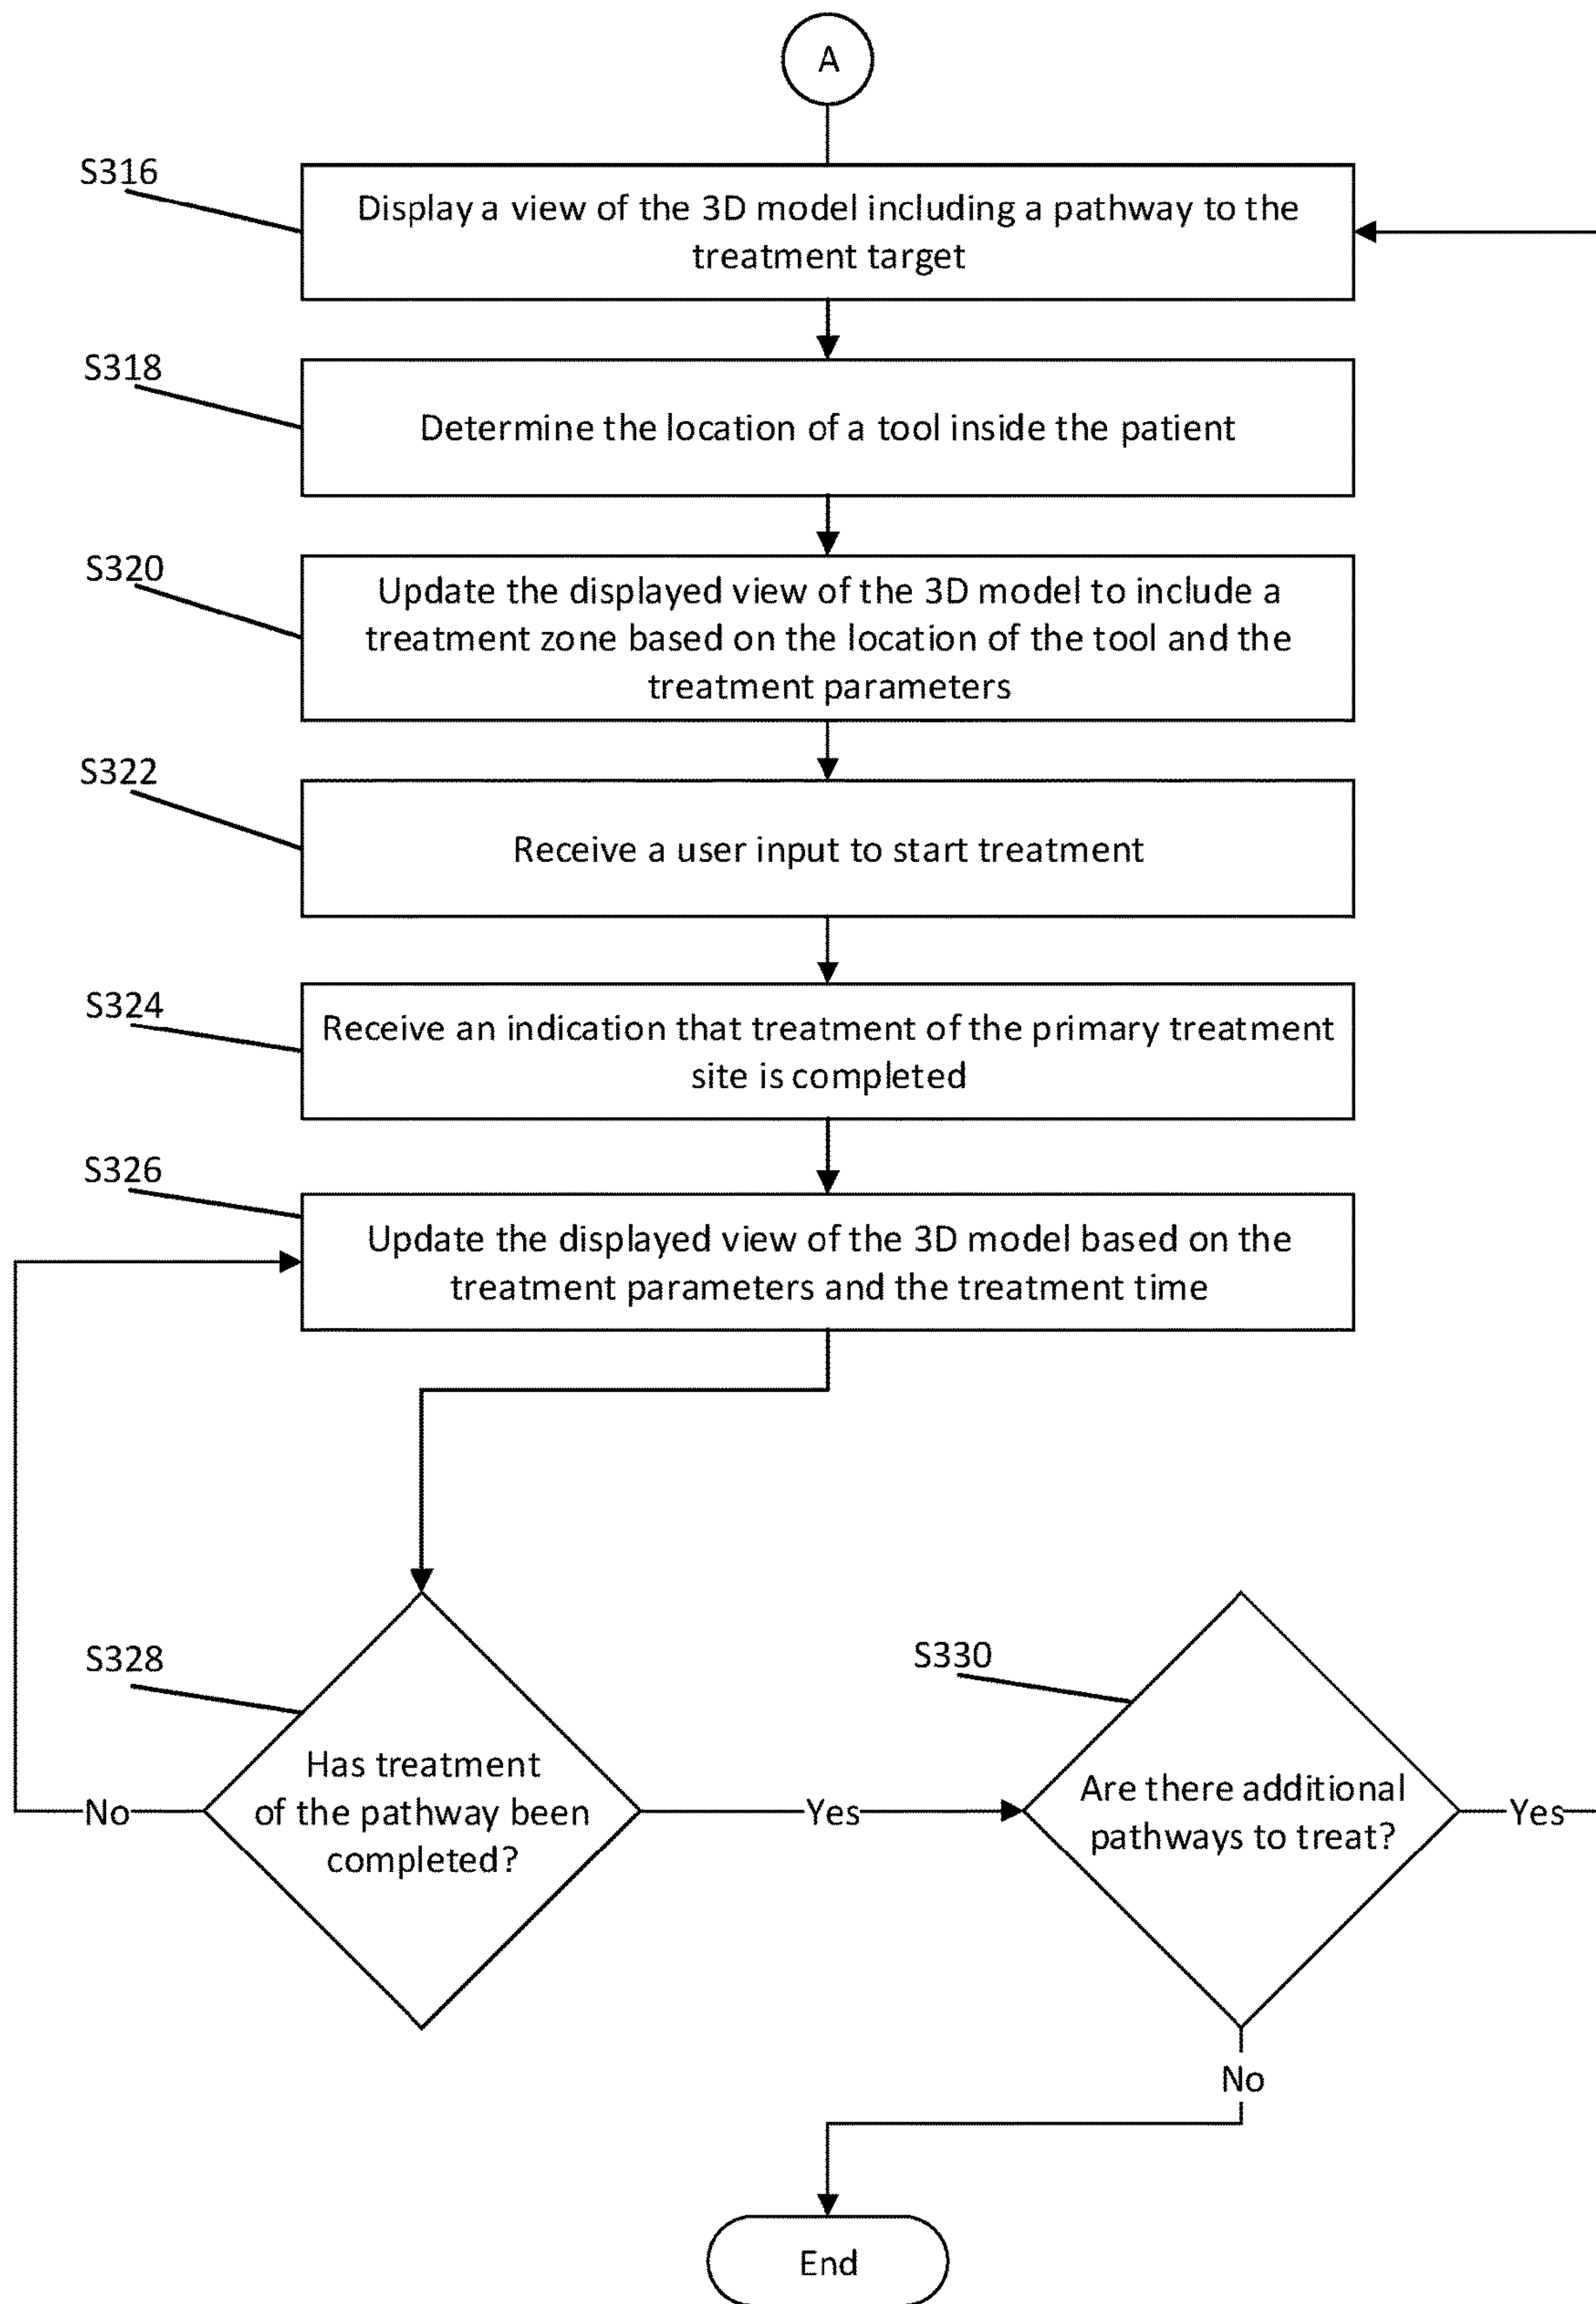 A
S316
Display a view of the 3D model including a pathway to the
treatment target
S318
Determine the location of a tool inside the patient
S320
Update the displayed view of the 3D model to include a
treatment zone based on the location of the tool and the
treatment parameters
S322
Receive a user input to start treatment
S324
Receive an indication that treatment of the primary treatment
site is completed
S326
Update the displayed view of the 3D model based on the
treatment parameters and the treatment time
S328
Has treatment
of the pathway been
completed?
No
Yes
S330
Are there additional
pathways to treat?
Yes
No
End